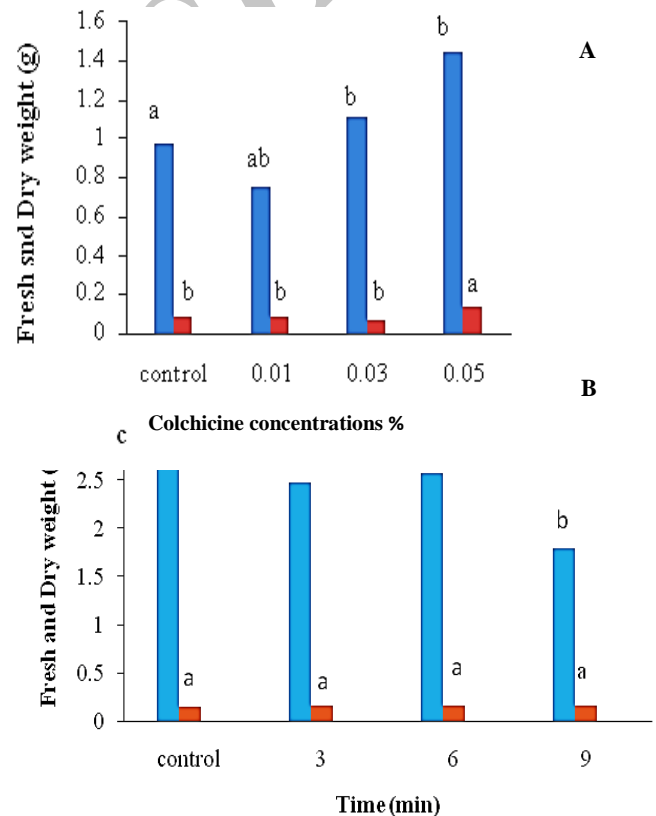 1.6
1.4
1.2
1
0.8
0.6
0.4
0.2
0
Fresh snd Dry weight (g)
a
b
ab
b
b
b
b
a
A
control 0.01 0.03 0.05
B
Colchicine concentrations %
c
Fresh and Dry weight (
2.5
2
1.5
1
0.5
0
a
a
a
b
a
control 3 6 9
Time (min)